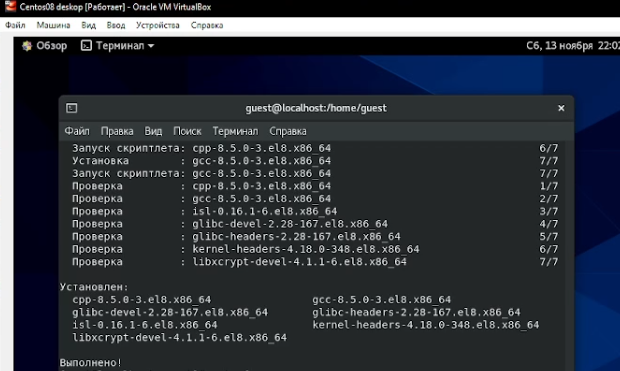 Centos08 deskop [Работает] - Oracle VM VirtualBox
Файл Машина Вид Ввод Устройства Справка
Обзор Терминал Сб, 13 ноября 22:02
guest@localhost:/home/guest
Файл Правка Вид Поиск Терминал Справка
Запуск скриптлета: cpp-8.5.0-3.el8.x86_64 6/7
Установка : gcc-8.5.0-3.el8.x86_64 7/7
Запуск скриптлета: gcc-8.5.0-3.el8.x86_64 7/7
Проверка : cpp-8.5.0-3.el8.x86_64 1/7
Проверка : gcc-8.5.0-3.el8.x86_64 2/7
Проверка : isl-0.16.1-6.el8.x86_64 3/7
Проверка : glibc-devel-2.28-167.el8.x86_64 4/7
Проверка : glibc-headers-2.28-167.el8.x86_64 5/7
Проверка : kernel-headers-4.18.0-348.el8.x86_64 6/7
Проверка : libxcrypt-devel-4.1.1-6.el8.x86_64 7/7
Установлен:
cpp-8.5.0-3.el8.x86_64 gcc-8.5.0-3.el8.x86_64
glibc-devel-2.28-167.el8.x86_64 glibc-headers-2.28-167.el8.x86_64
isl-0.16.1-6.el8.x86_64 kernel-headers-4.18.0-348.el8.x86_64
libxcrypt-devel-4.1.1-6.el8.x86_64
Выполнено!